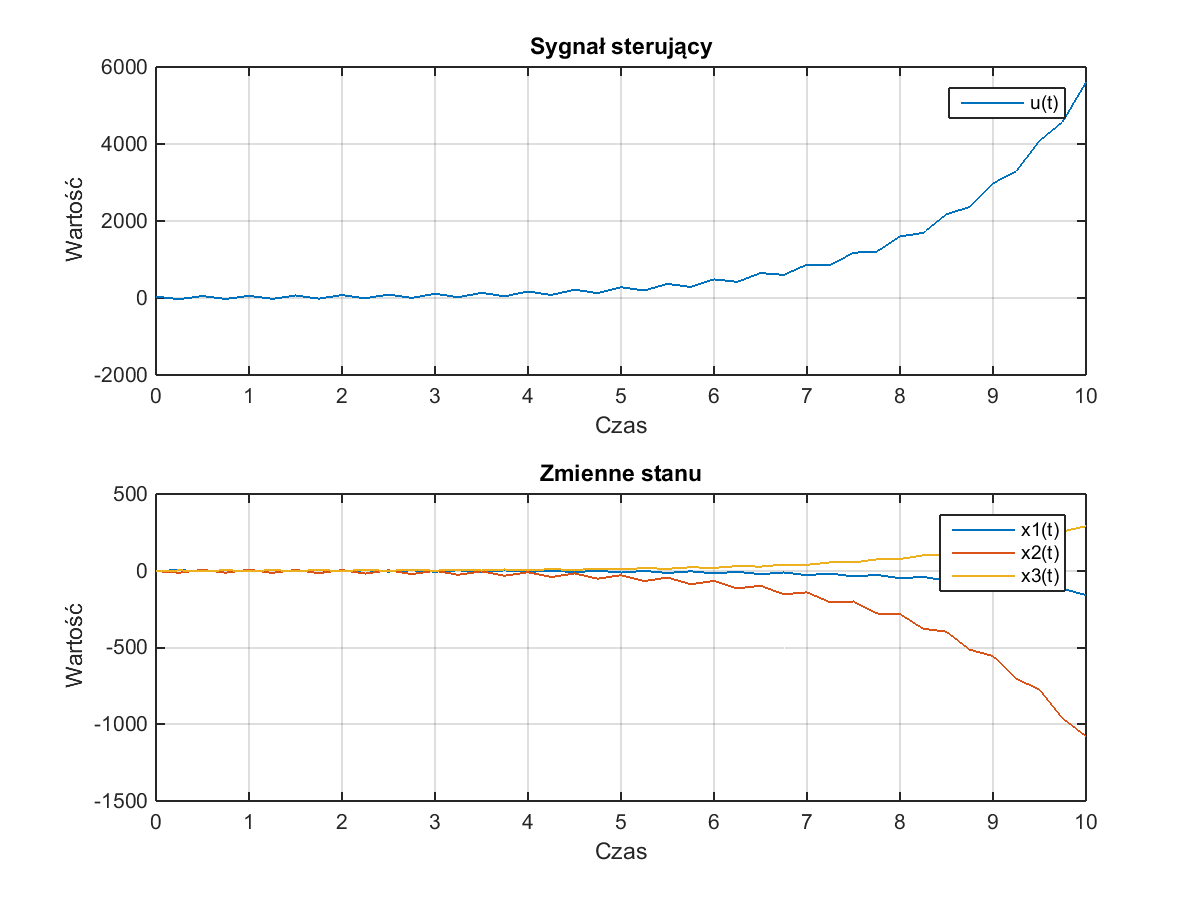 Sygnał sterujący
6000
4000
2000
0
-2000
Wartość
u(t)
0 1 2 3 4 5 6 7 8 9 10
Czas
Zmienne stanu
500
0
-500
-1000
-1500
Wartość
x1(t)
x2(t)
x3(t)
0 1 2 3 4 5 6 7 8 9 10
Czas